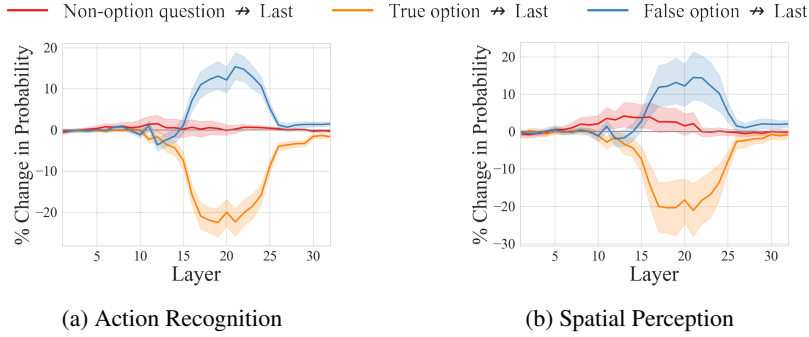 Non-option question ↛ Last True option ↛ Last False option ↛ Last
% Change in Probability
20
10
0
−10
−20
5 10 15 20 25 30
Layer
(a) Action Recognition
% Change in Probability
20
10
0
−10
−20
−30
5 10 15 20 25 30
Layer
(b) Spatial Perception